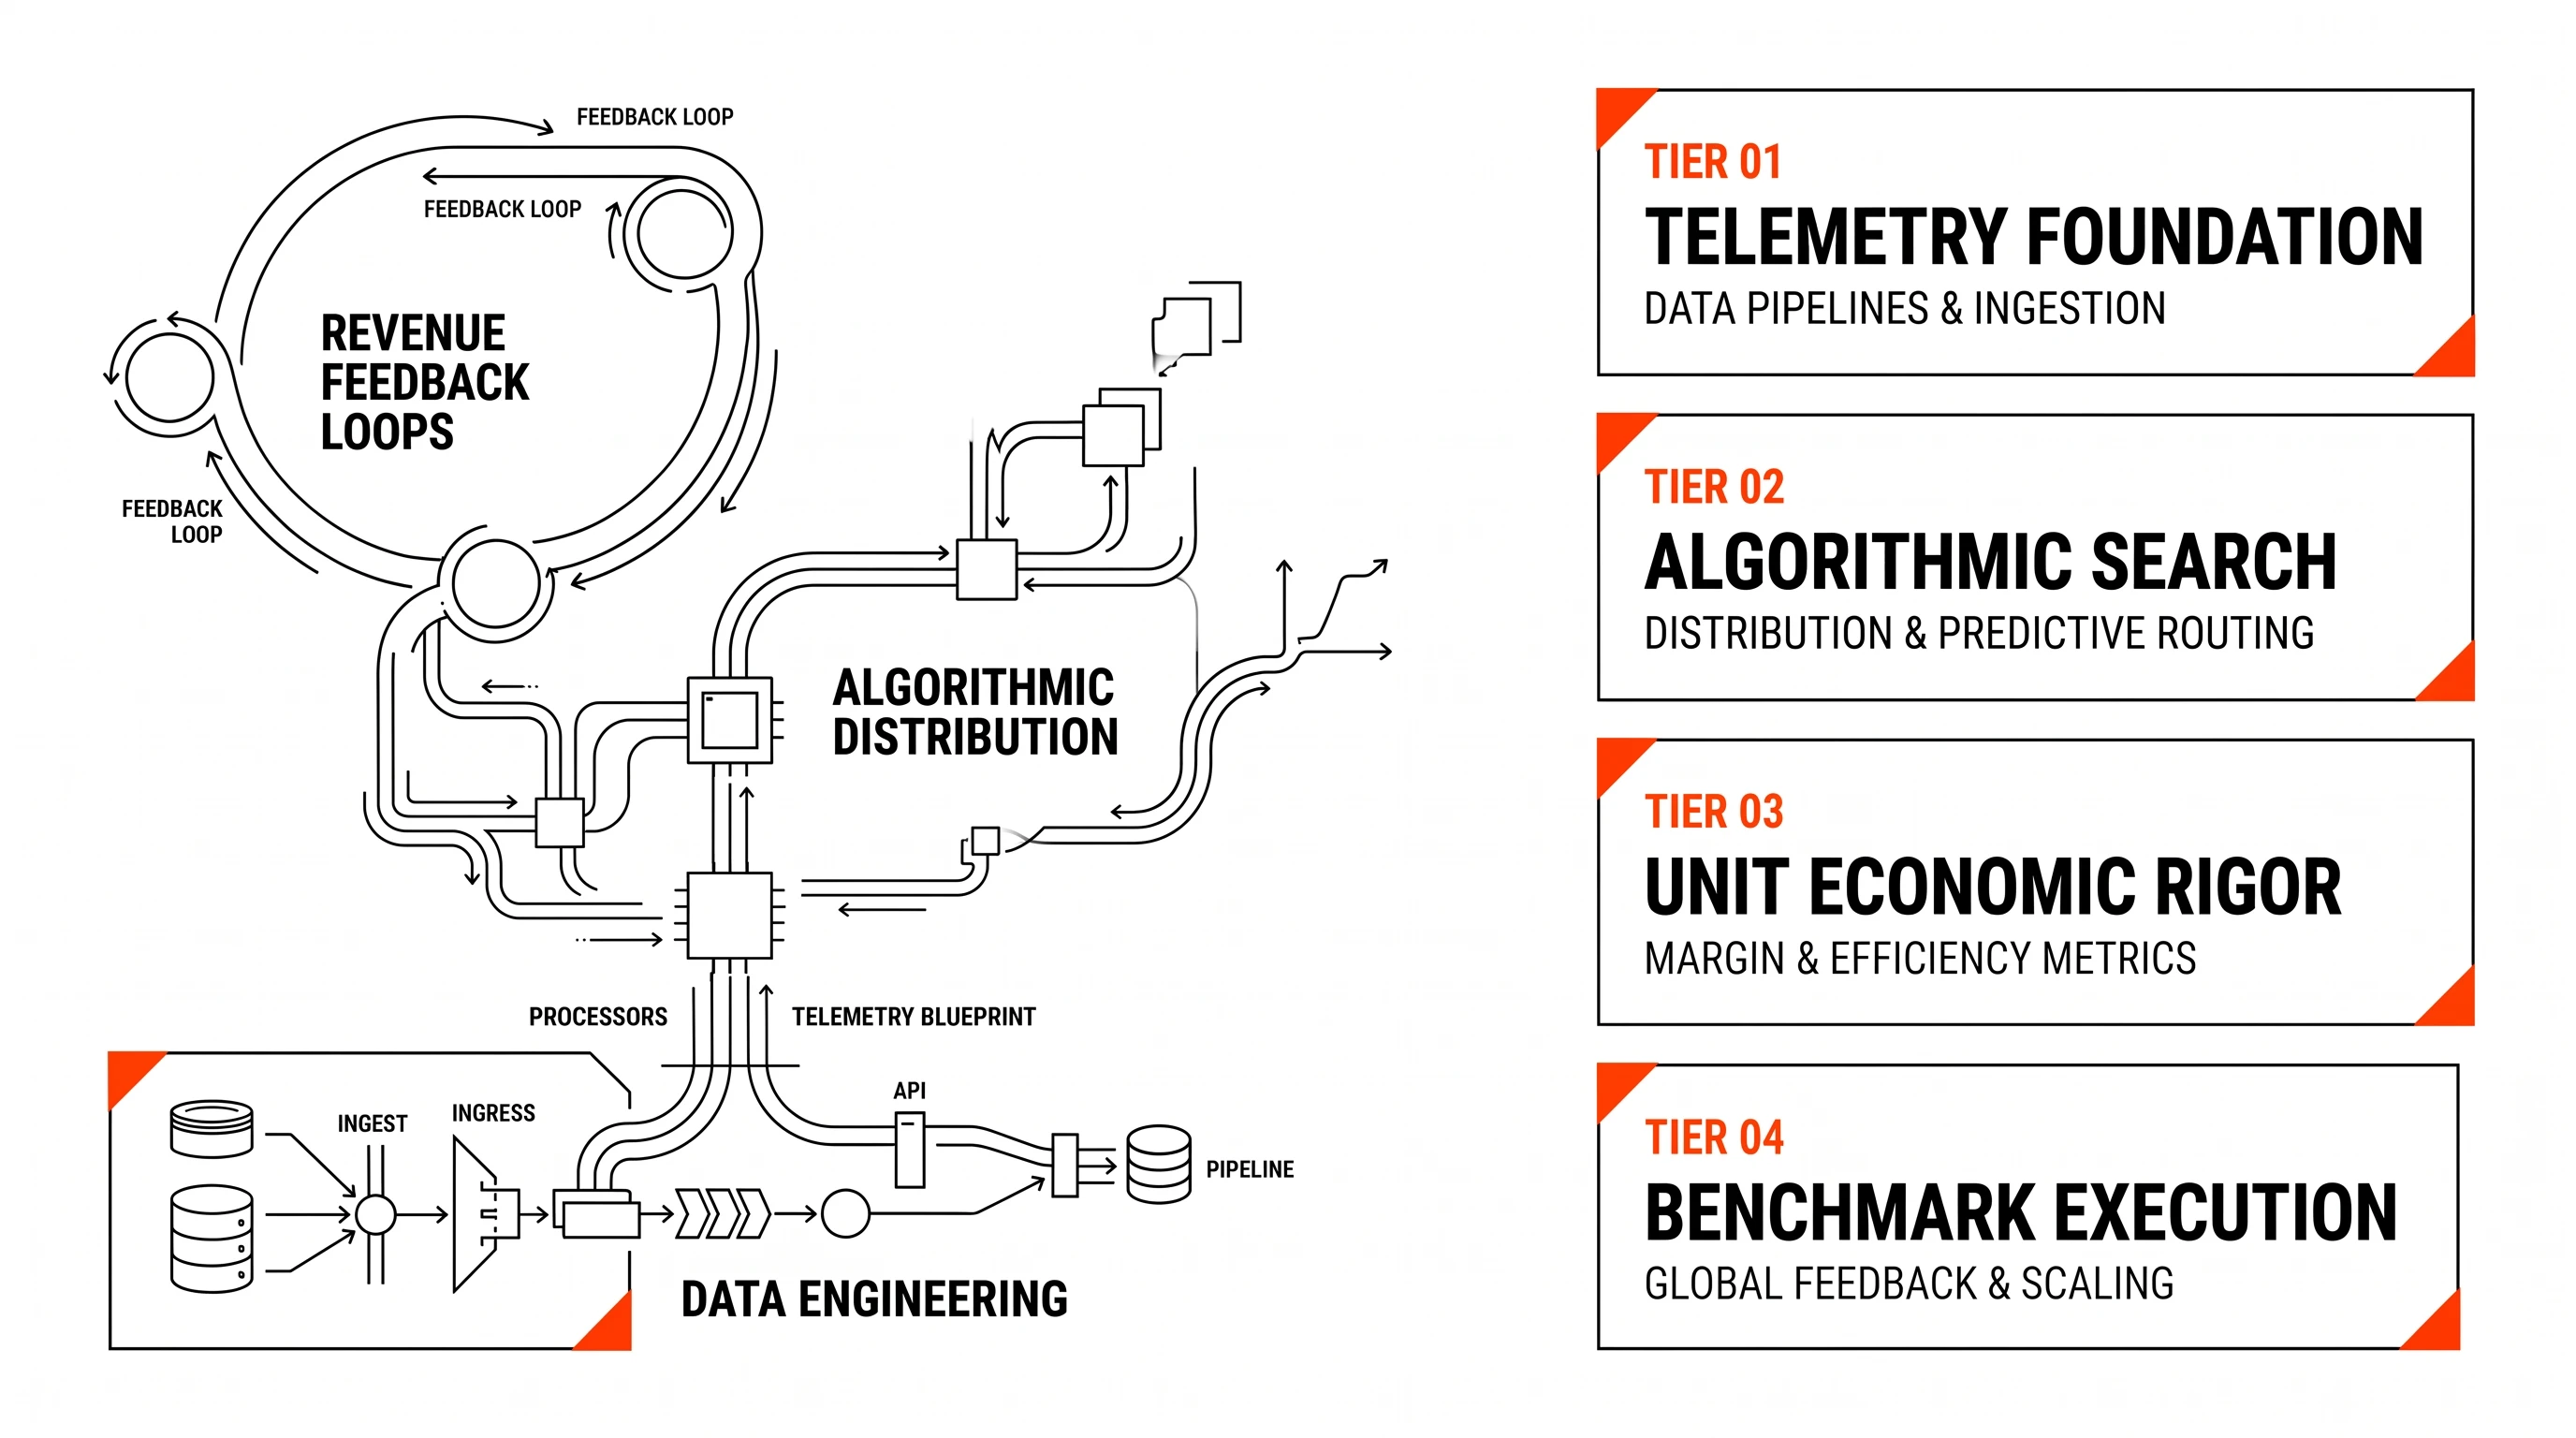 FEEDBACK LOOP
FEEDBACK LOOP
REVENUE
FEEDBACK
LOOPS
FEEDBACK
LOOP
ALGORITHMIC
DISTRIBUTION
PROCESSORS
TELEMETRY BLUEPRINT
INGEST
INGRESS
API
PIPELINE
DATA ENGINEERING
TIER 01
TELEMETRY FOUNDATION
DATA PIPELINES & INGESTION
TIER 02
ALGORITHMIC SEARCH
DISTRIBUTION & PREDICTIVE ROUTING
TIER 03
UNIT ECONOMIC RIGOR
MARGIN & EFFICIENCY METRICS
TIER 04
BENCHMARK EXECUTION
GLOBAL FEEDBACK & SCALING